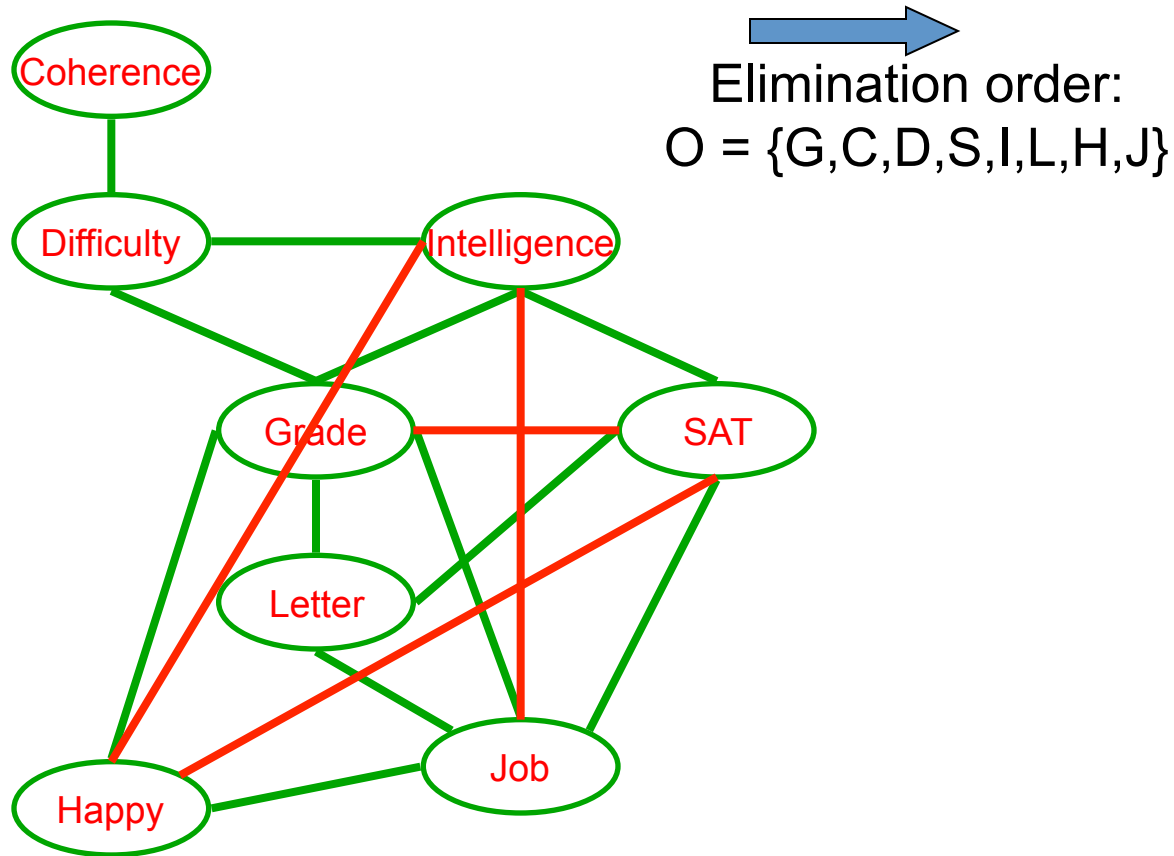 Coherence
Elimination order:
O = {G,C,D,S,I,L,H,J}
Difficulty
Intelligence
Grade
SAT
Letter
Job
Happy